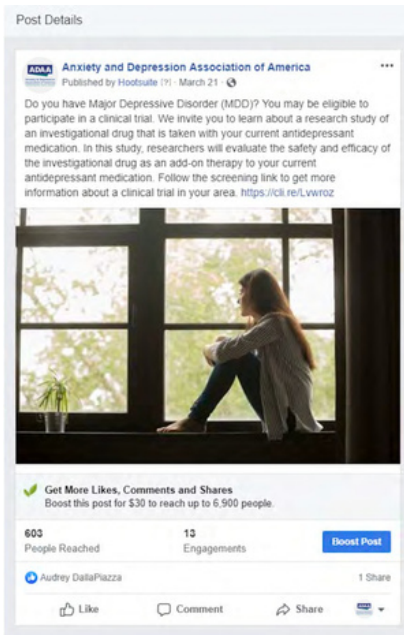 Post Details
ADAA
Anxiety and Depression Association of America
Published by Hootsuite [?] · March 21 ·
Do you have Major Depressive Disorder (MDD)? You may be eligible to
participate in a clinical trial. We invite you to learn about a research study of
an investigational drug that is taken with your current antidepressant
medication. In this study, researchers will evaluate the safety and efficacy of
the investigational drug as an add-on therapy to your current
antidepressant medication. Follow the screening link to get more
information about a clinical trial in your area. https://cli.re/Lvwroz
Get More Likes, Comments and Shares
Boost this post for $30 to reach up to 6,900 people.
603
People Reached
13
Engagements
Boost Post
Audrey DallaPiazza
1 Share
Like
Comment
Share